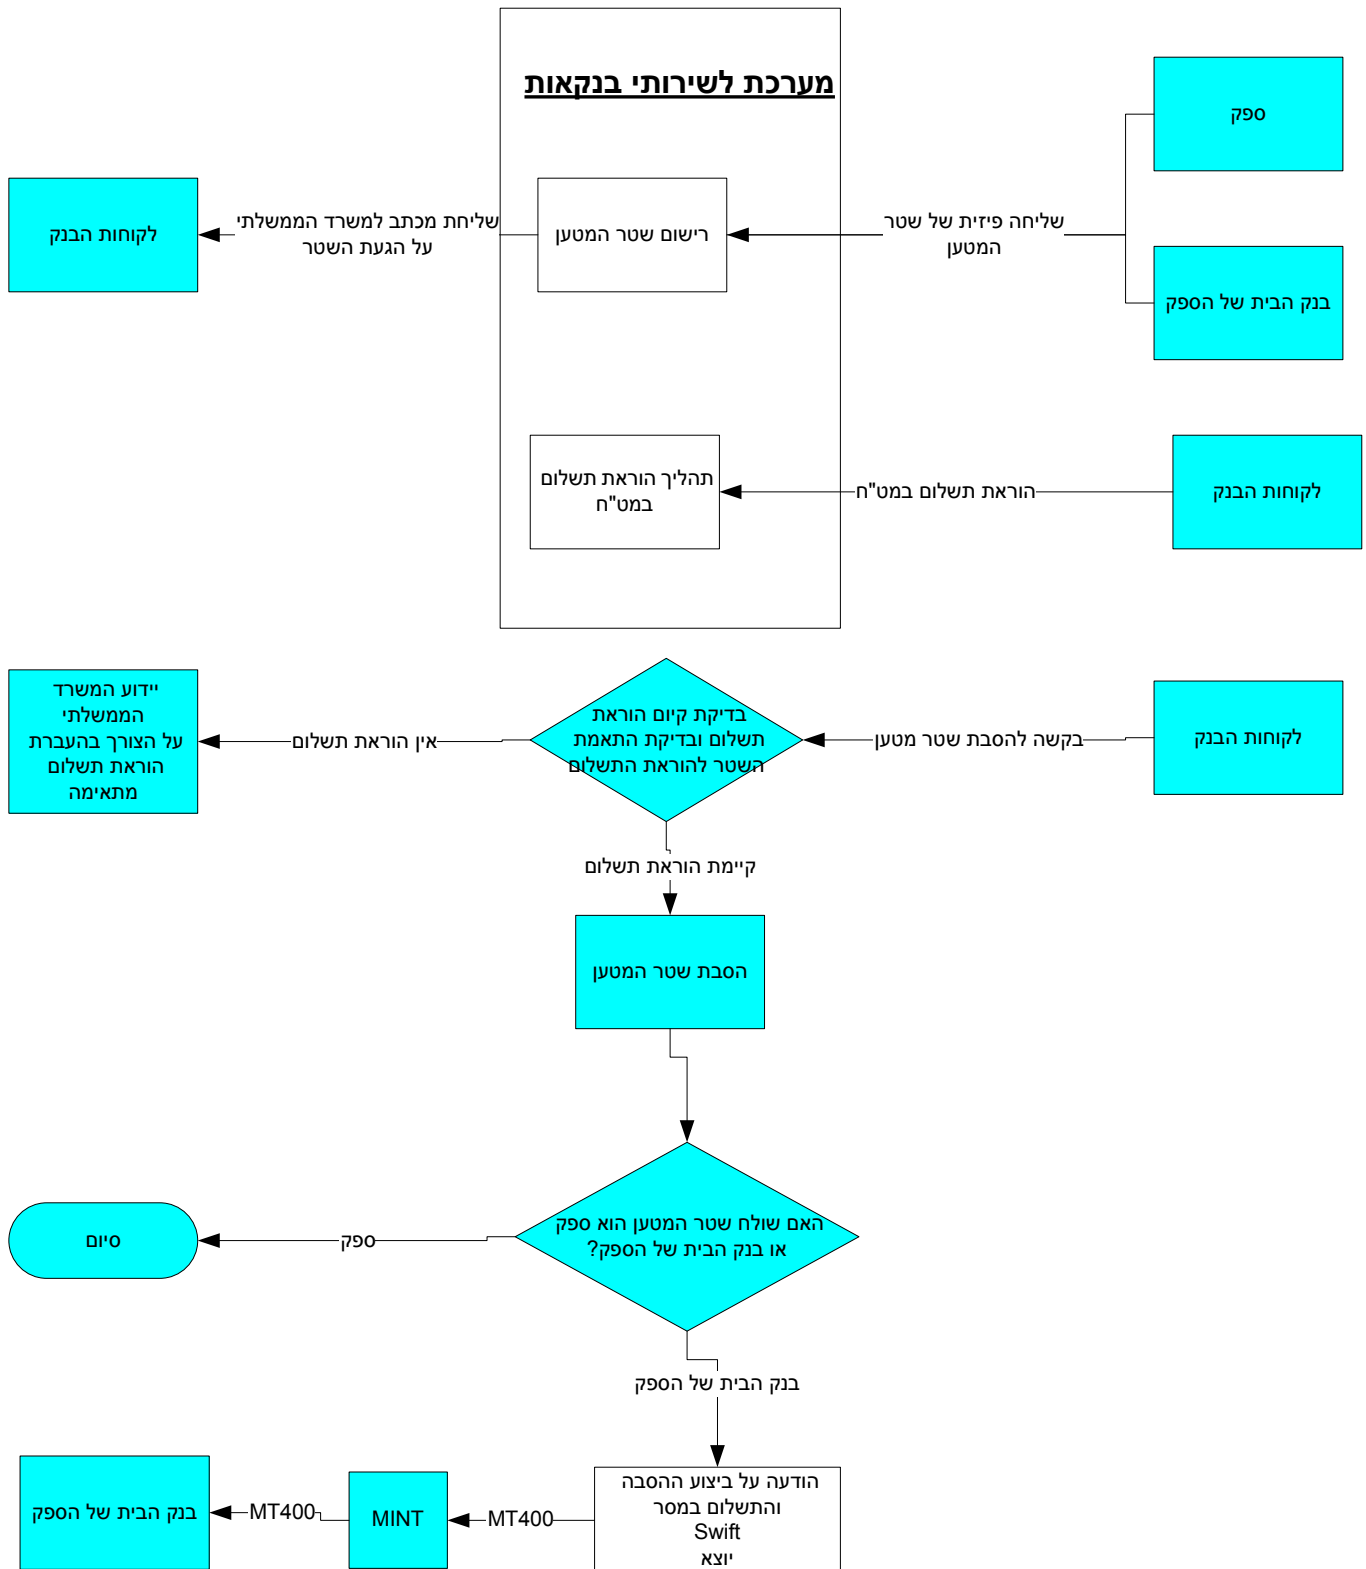 מערכת לשירותי בנקאות
ספק
שליחה פיזית של שטר
המטען
רישום שטר המטען
שליחת מכתב למשרד הממשלתי
על הגעת השטר
לקוחות הבנק
בנק הבית של הספק
לקוחות הבנק
הוראת תשלום במט"ח
תהליך הוראת תשלום
במט"ח
לקוחות הבנק
בקשה להסבת שטר מטען
בדיקת קיום הוראת
תשלום ובדיקת התאמת
השטר להוראת התשלום
אין הוראת תשלום
יידוע המשרד
הממשלתי
על הצורך בהעברת
הוראת תשלום
מתאימה
קיימת הוראת תשלום
הסבת שטר המטען
האם שולח שטר המטען הוא ספק
או בנק הבית של הספק?
ספק
סיום
בנק הבית של הספק
הודעה על ביצוע ההסבה
והתשלום במסר
Swift
יוצא
MT400
MINT
MT400
בנק הבית של הספק